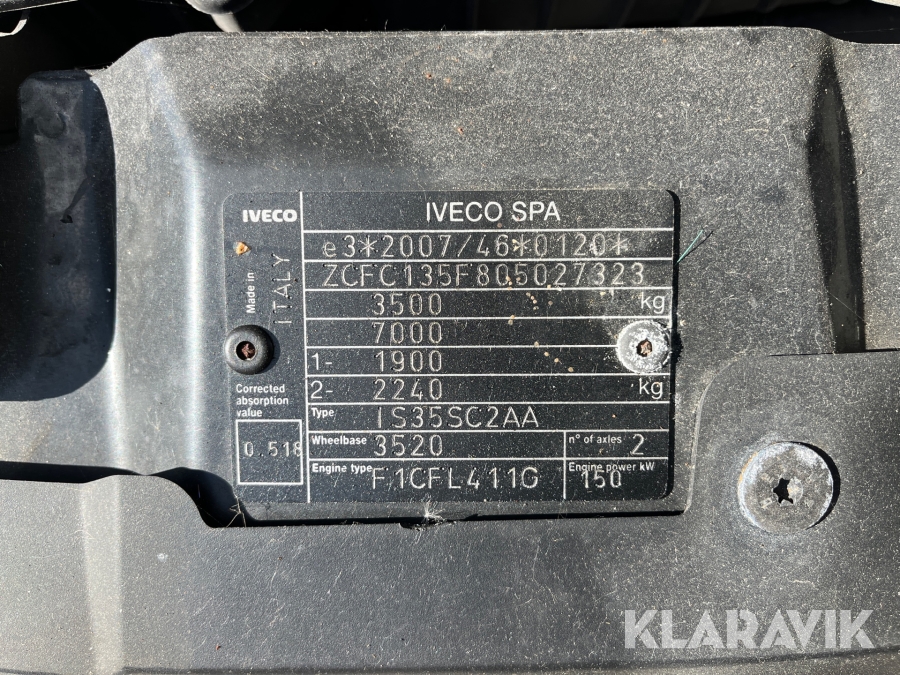 IVECO
IVECO SPA
e3*2007/46*0120*
ZCFC135F805027323
Made in
ITALY
3500 kg
7000
1- 1900
2- 2240 kg
Corrected
absorption
value
0.518
Type IS35SC2AA
Wheelbase 3520
n° of axles 2
Engine type F1CFL411G
Engine power kW
150
KLARAVIK